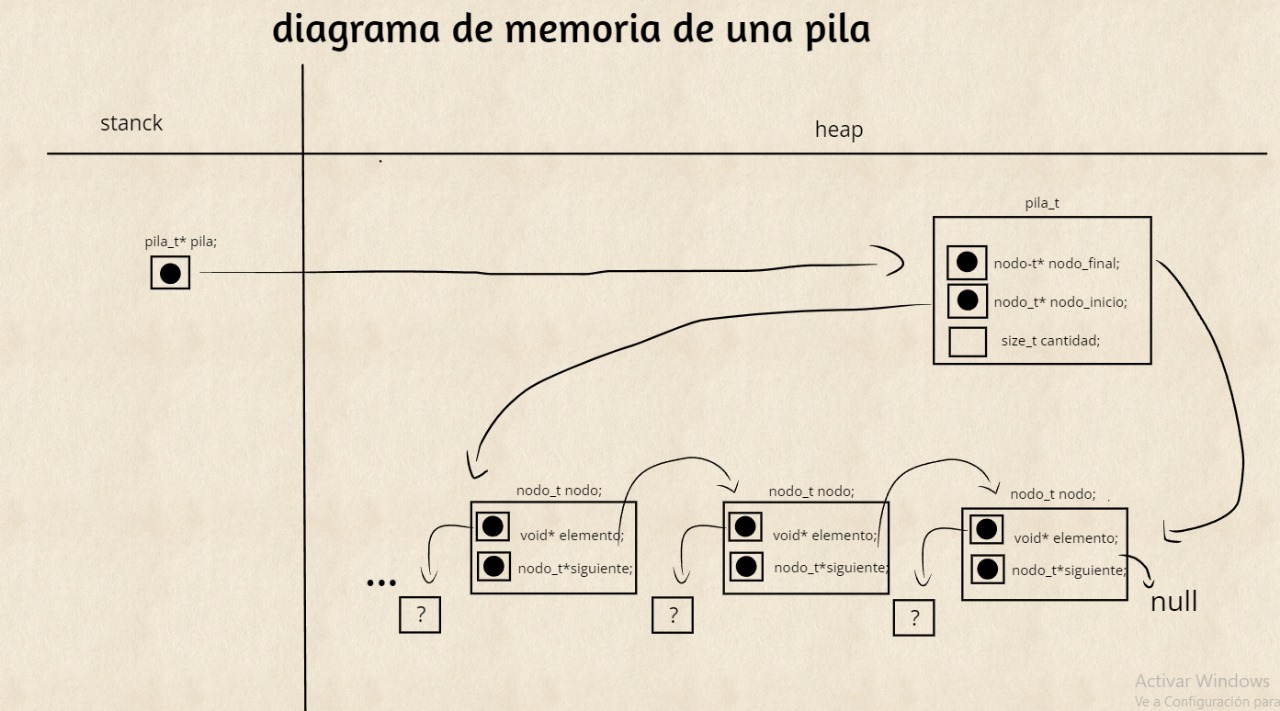 diagrama de memoria de una pila
stanck
heap
pila_t
pila_t* pila;
nodo-t* nodo_final;
nodo_t* nodo_inicio;
size_t cantidad;
nodo_t nodo;
void* elemento;
nodo_t*siguiente;
?
nodo_t nodo;
void* elemento;
nodo_t*siguiente;
?
nodo_t nodo;
void* elemento;
nodo_t*siguiente;
?
...
null
Activar Windows
Ve a Configuración para